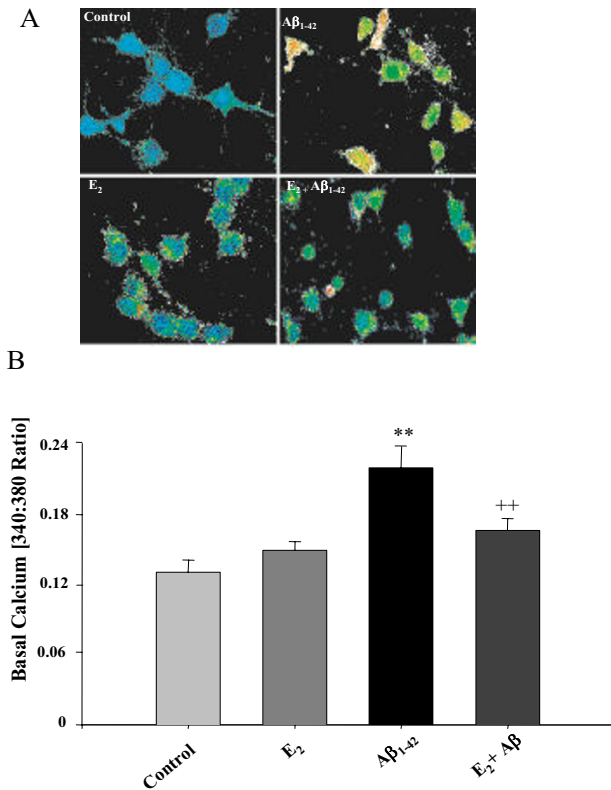 A
Control
Aβ1-42
E2
E2 + Aβ1-42
B
Basal Calcium [340:380 Ratio]
0.24
0.18
0.12
0.06
0
**
++
Control
E2
Aβ1-42
E2 + Aβ